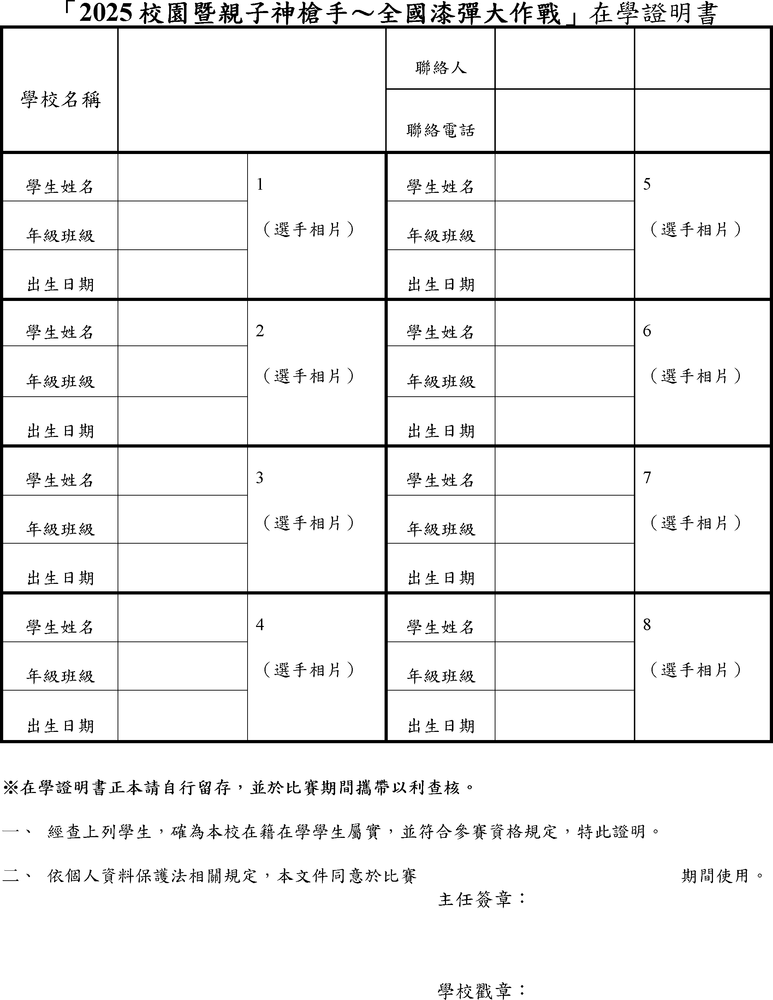 「2025校園暨親子神槍手～全國漆彈大作戰」在學證明書
聯絡人
學校名稱
聯絡電話
學生姓名 1 學生姓名 5
年級班級 （選手相片） 年級班級 （選手相片）
出生日期 出生日期
學生姓名 2 學生姓名 6
年級班級 （選手相片） 年級班級 （選手相片）
出生日期 出生日期
學生姓名 3 學生姓名 7
年級班級 （選手相片） 年級班級 （選手相片）
出生日期 出生日期
學生姓名 4 學生姓名 8
年級班級 （選手相片） 年級班級 （選手相片）
出生日期 出生日期
※在學證明書正本請自行留存，並於比賽期間攜帶以利查核。
一、 經查上列學生，確為本校在籍在學學生屬實，並符合參賽資格規定，特此證明。
二、 依個人資料保護法相關規定，本文件同意於比賽 期間使用。
主任簽章：
學校戳章：